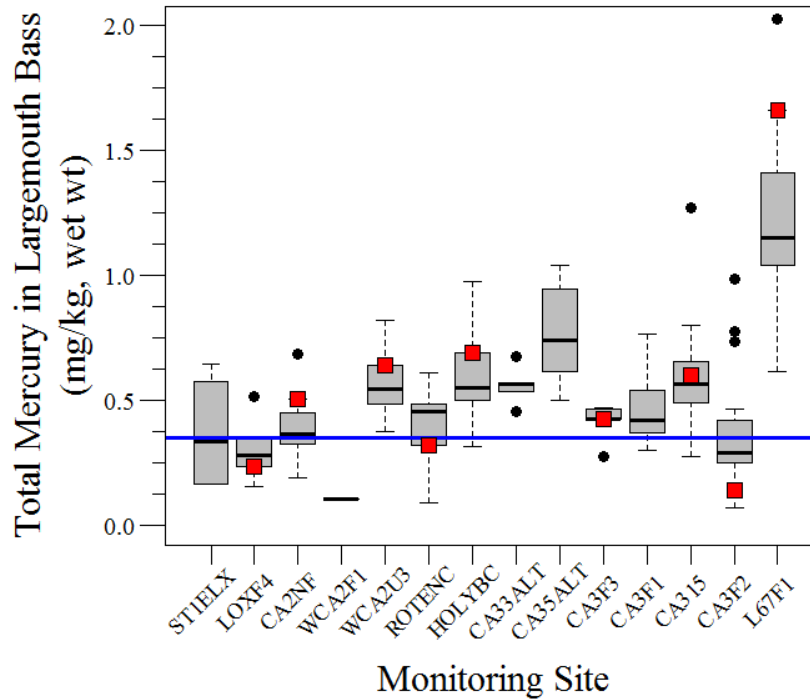 Total Mercury in Largemouth Bass
(mg/kg, wet wt)
2.0
1.5
1.0
0.5
0.0
ST1ELX
LOXF4
CA2NF
WCA2F1
WCA2U3
ROTENC
HOLYBC
CA33ALT
CA35ALT
CA3F3
CA3F1
CA315
CA3F2
L67F1
Monitoring Site